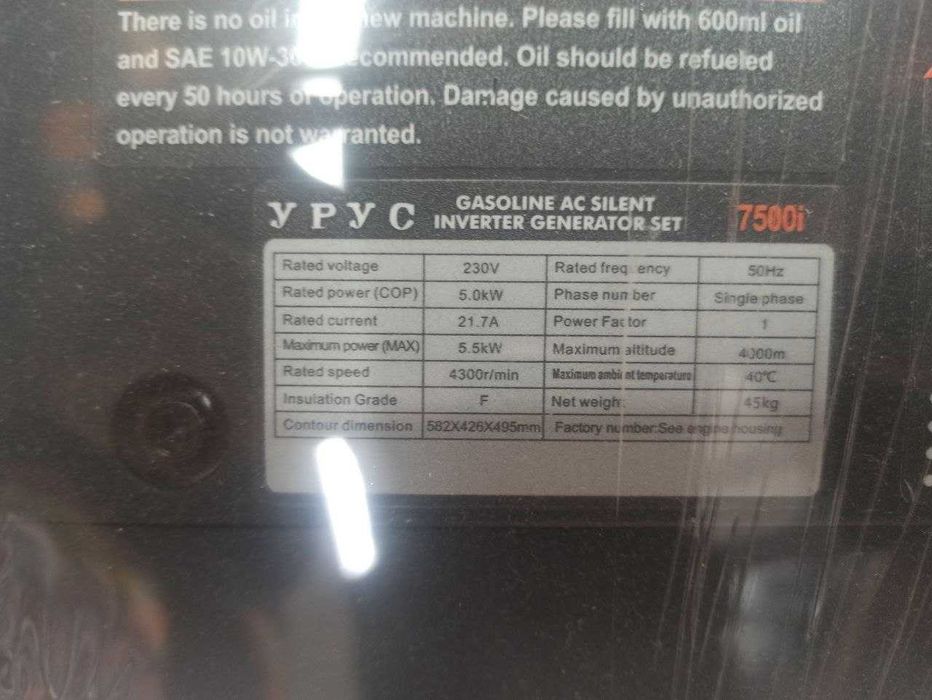 There is no oil in new machine. Please fill with 600ml oil
and SAE 10W-30 recommended. Oil should be refueled
every 50 hours of operation. Damage caused by unauthorized
operation is not warranted.
УРУС GASOLINE AC SILENT INVERTER GENERATOR SET 7500i
Rated voltage 230V Rated frequency 50Hz
Rated power (COP) 5.0kW Phase number Single phase
Rated current 21.7A Power Factor 1
Maximum power (MAX) 5.5kW Maximum altitude 4000m
Rated speed 4300r/min Maximum ambient temperature 40℃
Insulation Grade F Net weight 45kg
Contour dimension 582X426X495mm Factory number:See engine housing